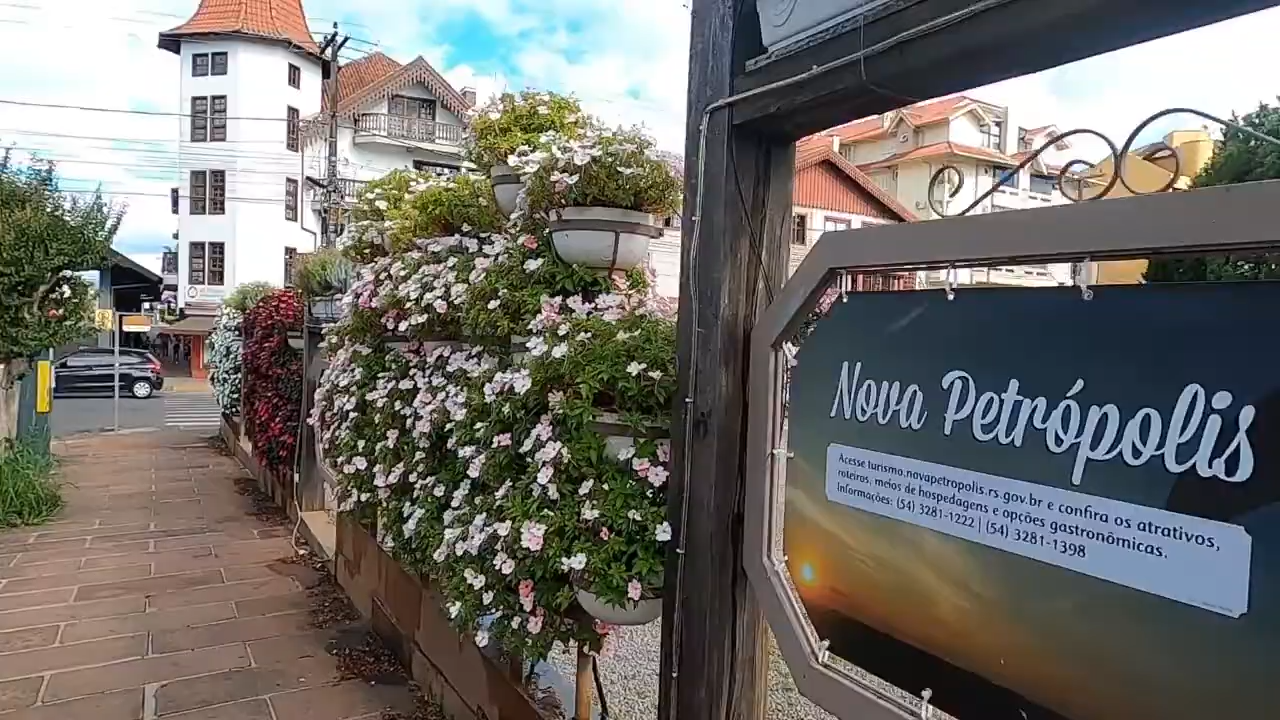 Nova Petrópolis
Acesse turismo.novapetropolis.rs.gov.br e confira os atrativos,
roteiros, meios de hospedagens e opções gastronômicas.
Informações: (54) 3281-1222 | (54) 3281-1398